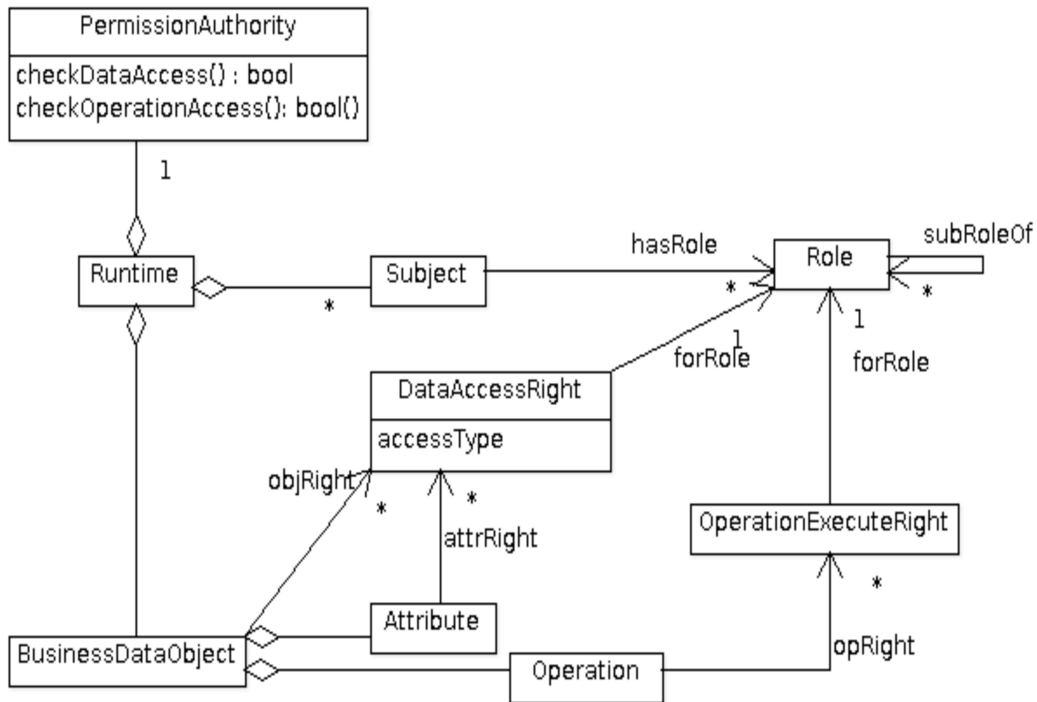 PermissionAuthority
checkDataAccess() : bool
checkOperationAccess(): bool()
1
Runtime
*
Subject
hasRole
*
Role
subRoleOf
*
1
forRole
1
forRole
DataAccessRight
accessType
objRight
*
*
attrRight
OperationExecuteRight
*
opRight
Attribute
BusinessDataObject
Operation